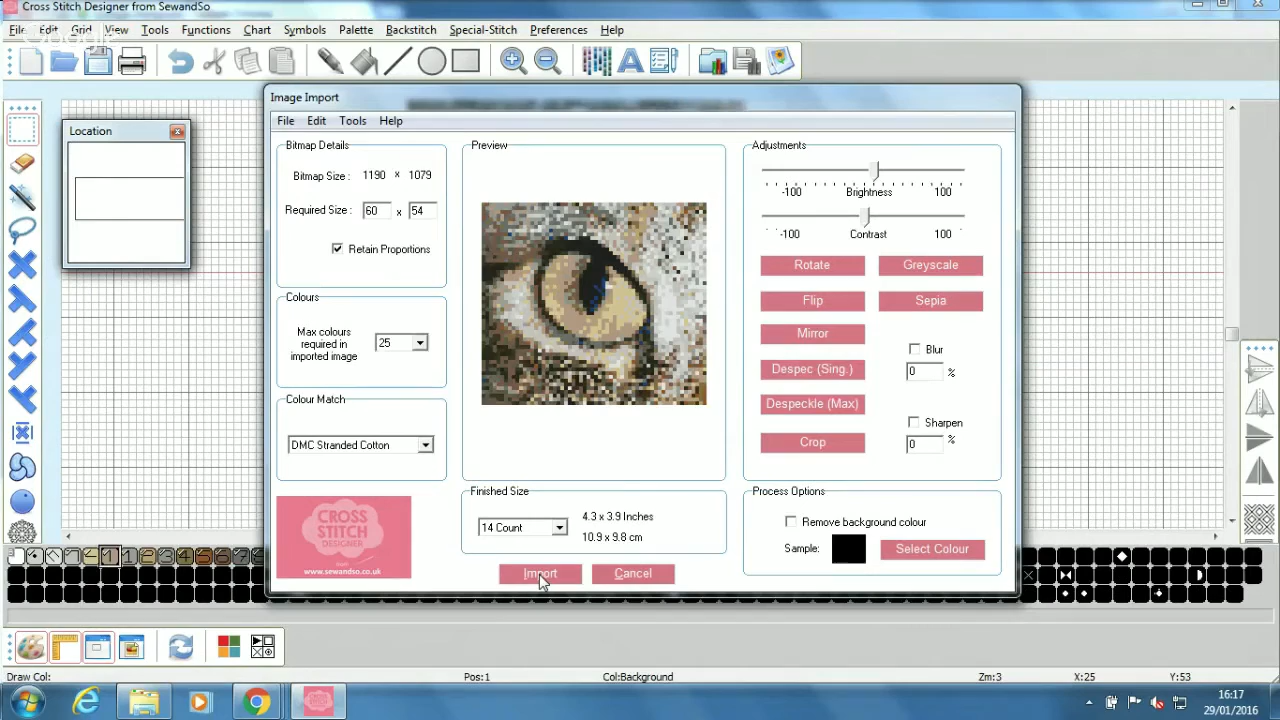 Cross Stitch Designer from SewandSo
File Edit Grid View Tools Functions Chart Symbols Palette Backstitch Special-Stitch Preferences Help
Location
Image Import
File Edit Tools Help
Bitmap Details
Bitmap Size : 1190 x 1079
Required Size : 60 x 54
Retain Proportions
Colours
Max colours
required in
imported image
25
Colour Match
DMC Stranded Cotton
CROSS
STITCH
DESIGNER
from
www.sewandso.co.uk
Preview
Finished Size
14 Count
4.3 x 3.9 Inches
10.9 x 9.8 cm
Import Cancel
Adjustments
-100 Brightness 100
-100 Contrast 100
Rotate Greyscale
Flip Sepia
Mirror
Blur
Despec (Sing.) 0 %
Despeckle (Max)
Sharpen
Crop 0 %
Process Options
Remove background colour
Sample: Select Colour
Draw Col: Pos:1 Col:Background Zm:3 X:25 Y:53
16:17
29/01/2016